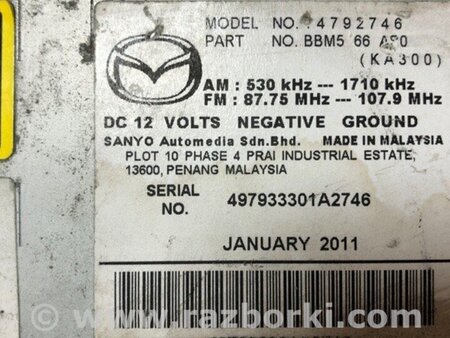 MODEL NO. :4792746
PART NO. BBM5 66 AR0
(KA300)
AM : 530 kHz --- 1710 kHz
FM : 87.75 MHz --- 107.9 MHz
DC 12 VOLTS NEGATIVE GROUND
SANYO Automedia Sdn.Bhd. MADE IN MALAYSIA
PLOT 10 PHASE 4 PRAI INDUSTRIAL ESTATE,
13600, PENANG MALAYSIA
SERIAL NO. 497933301A2746
JANUARY 2011
© www.razborki.com